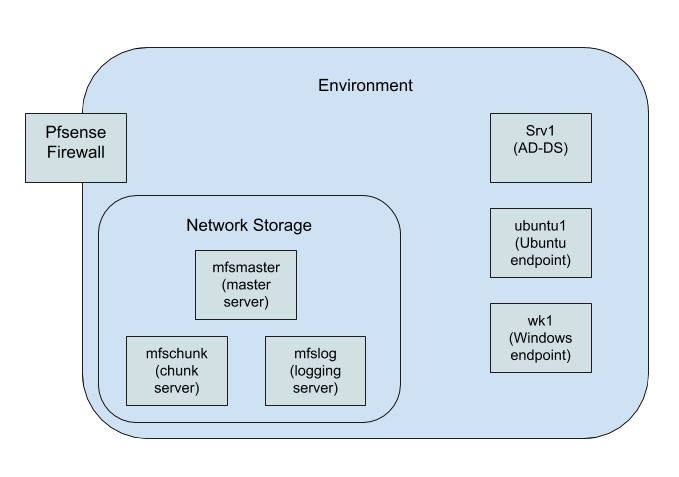 Environment
Pfsense
Firewall
Srv1
(AD-DS)
Network Storage
ubuntu1
(Ubuntu
endpoint)
mfsmaster
(master
server)
wk1
(Windows
endpoint)
mfschunk
(chunk
server)
mfslog
(logging
server)